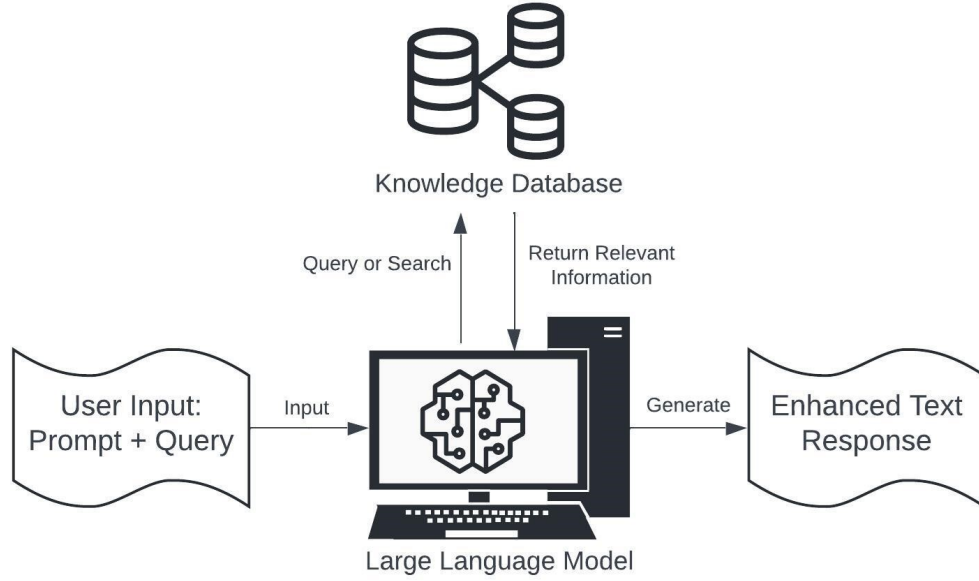 Knowledge Database
Query or Search
Return Relevant
Information
User Input:
Prompt + Query
Input
Generate
Enhanced Text
Response
Large Language Model